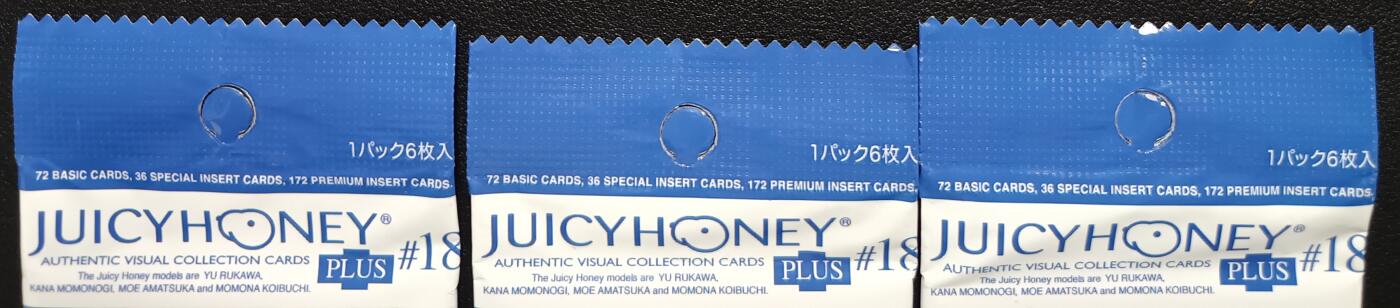 1パック6枚入
72 BASIC CARDS, 36 SPECIAL INSERT CARDS, 172 PREMIUM INSERT CARDS.
JUICYHONEY®
AUTHENTIC VISUAL COLLECTION CARDS
PLUS #18
The Juicy Honey models are YU RUKAWA,
KANA MOMONOGI, MOE AMATSUKA and MOMONA KOIBUCHI.
1パック6枚入
72 BASIC CARDS, 36 SPECIAL INSERT CARDS, 172 PREMIUM INSERT CARDS.
JUICYHONEY®
AUTHENTIC VISUAL COLLECTION CARDS
PLUS #18
The Juicy Honey models are YU RUKAWA,
KANA MOMONOGI, MOE AMATSUKA and MOMONA KOIBUCHI.
1パック6枚入
72 BASIC CARDS, 36 SPECIAL INSERT CARDS, 172 PREMIUM INSERT CARDS.
JUICYHONEY®
AUTHENTIC VISUAL COLLECTION CARDS
PLUS #18
The Juicy Honey models are YU RUKAWA,
KANA MOMONOGI, MOE AMATSUKA and MOMONA KOIBUCHI.